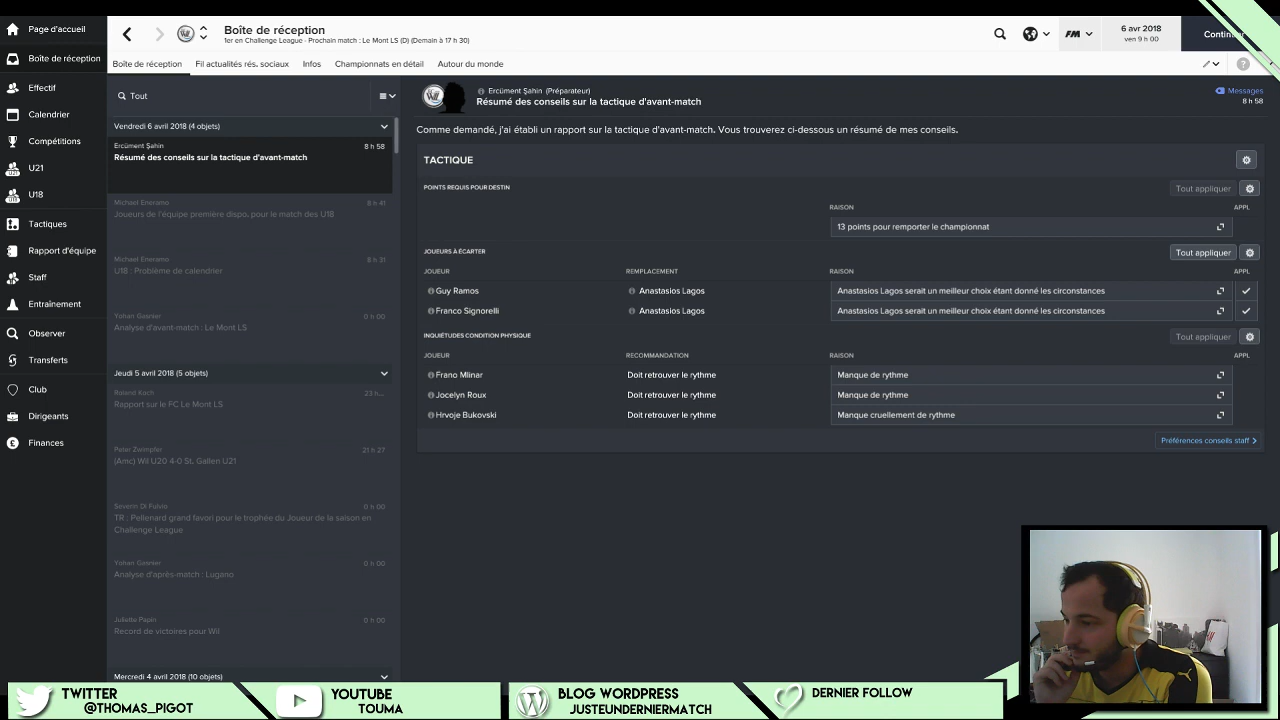 Page d'accueil
Boîte de réception
Effectif
Calendrier
Compétitions
U21
U18
Tactiques
Rapport d'équipe
Staff
Entraînement
Observer
Transferts
Club
Dirigeants
Finances
Boîte de réception
1er en Challenge League - Prochain match : Le Mont LS (D) (Demain à 17 h 30)
FM
6 avr 2018
ven 9 h 00
Boîte de réception Fil actualités rés. sociaux Infos Championnats en détail Autour du monde
Tout
Vendredi 6 avril 2018 (4 objets)
Ercüment Şahin 8 h 58
Résumé des conseils sur la tactique d'avant-match
Michael Eneramo 8 h 41
Joueurs de l'équipe première dispo. pour le match des U18
Michael Eneramo 8 h 31
U18 : Problème de calendrier
Yohan Gasnier 0 h 00
Analyse d'avant-match : Le Mont LS
Jeudi 5 avril 2018 (5 objets)
Roland Koch 23 h...
Rapport sur le FC Le Mont LS
Peter Zwimpfer 21 h 27
(Amc) Wil U20 4-0 St. Gallen U21
Severin Di Fulvio 0 h 00
TR : Pellenard grand favori pour le trophée du Joueur de la saison en
Challenge League
Yohan Gasnier 0 h 00
Analyse d'après-match : Lugano
Juliette Papin 0 h 00
Record de victoires pour Wil
Mercredi 4 avril 2018 (10 objets)
Ercüment Şahin (Préparateur)
Résumé des conseils sur la tactique d'avant-match
Messages
8 h 58
Comme demandé, j'ai établi un rapport sur la tactique d'avant-match. Vous trouverez ci-dessous un résumé de mes conseils.
TACTIQUE
POINTS REQUIS POUR DESTIN Tout appliquer
RAISON APPL
13 points pour remporter le championnat
JOUEURS À ÉCARTER Tout appliquer
JOUEUR REMPLACEMENT RAISON APPL
Guy Ramos Anastasios Lagos Anastasios Lagos serait un meilleur choix étant donné les circonstances
Franco Signorelli Anastasios Lagos Anastasios Lagos serait un meilleur choix étant donné les circonstances
INQUIÉTUDES CONDITION PHYSIQUE Tout appliquer
JOUEUR RECOMMANDATION RAISON APPL
Frano Mlinar Doit retrouver le rythme Manque de rythme
Jocelyn Roux Doit retrouver le rythme Manque de rythme
Hrvoje Bukovski Doit retrouver le rythme Manque cruellement de rythme
Préférences conseils staff
TWITTER
@THOMAS_PIGOT
YOUTUBE
TOUMA
BLOG WORDPRESS
JUSTEUNDERNIERMATCH
DERNIER FOLLOW